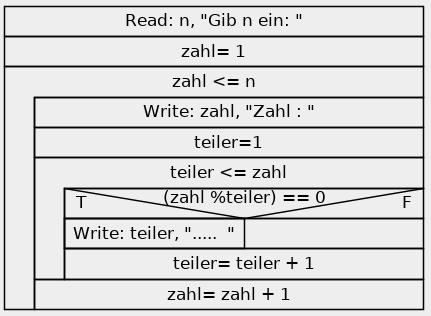 Read: n, "Gib n ein: "
zahl= 1
zahl <= n
Write: zahl, "Zahl : "
teiler=1
teiler <= zahl
(zahl %teiler) == 0
T F
Write: teiler, ".....  "
teiler= teiler + 1
zahl= zahl + 1